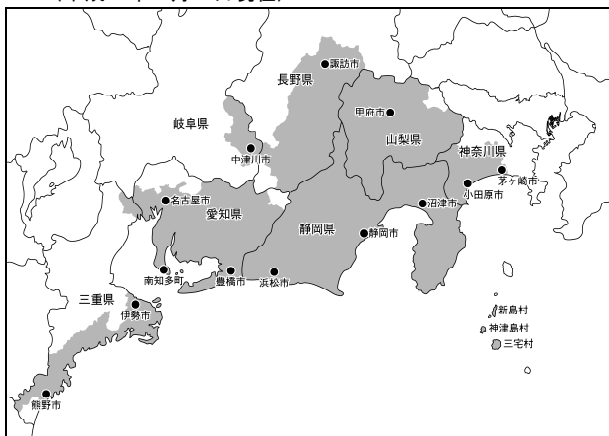 諏訪市
長野県
甲府市
岐阜県
山梨県
神奈川県
中津川市
茅ヶ崎市
小田原市
名古屋市
沼津市
愛知県
静岡県
静岡市
南知多町
豊橋市
浜松市
三重県
伊勢市
新島村
神津島村
三宅村
熊野市